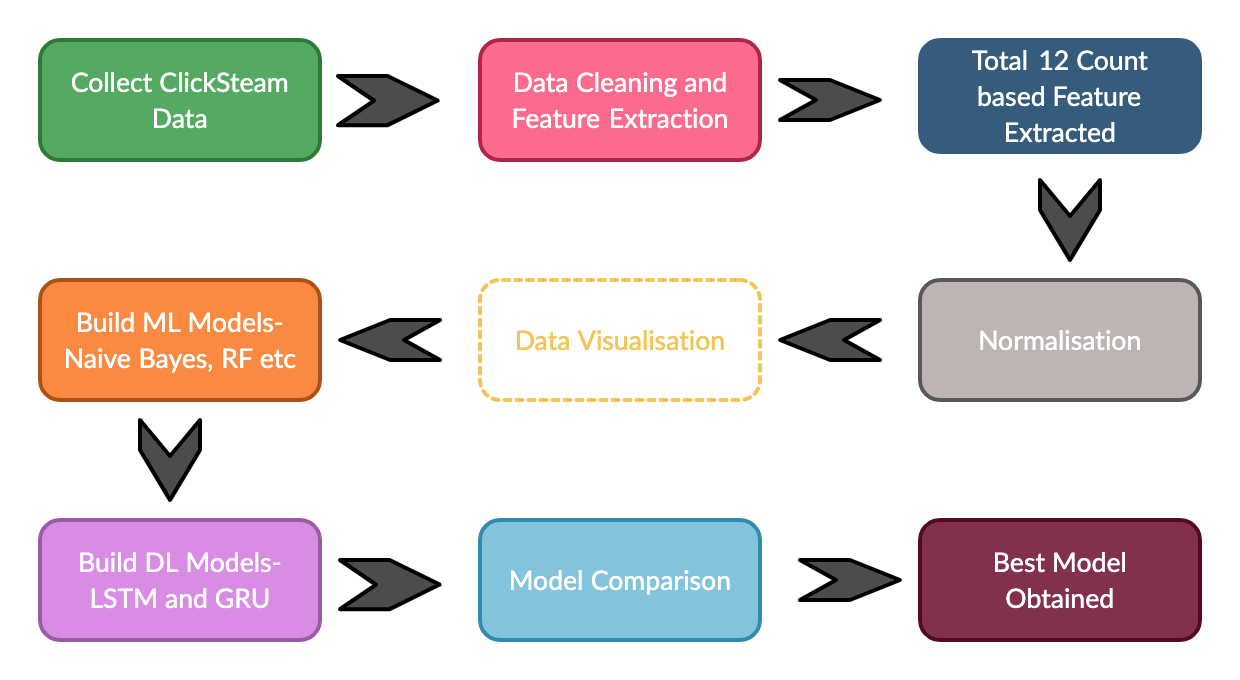 Collect ClickSteam
Data
Data Cleaning and
Feature Extraction
Total 12 Count
based Feature
Extracted
Normalisation
Data Visualisation
Build ML Models-
Naive Bayes, RF etc
Build DL Models-
LSTM and GRU
Model Comparison
Best Model
Obtained